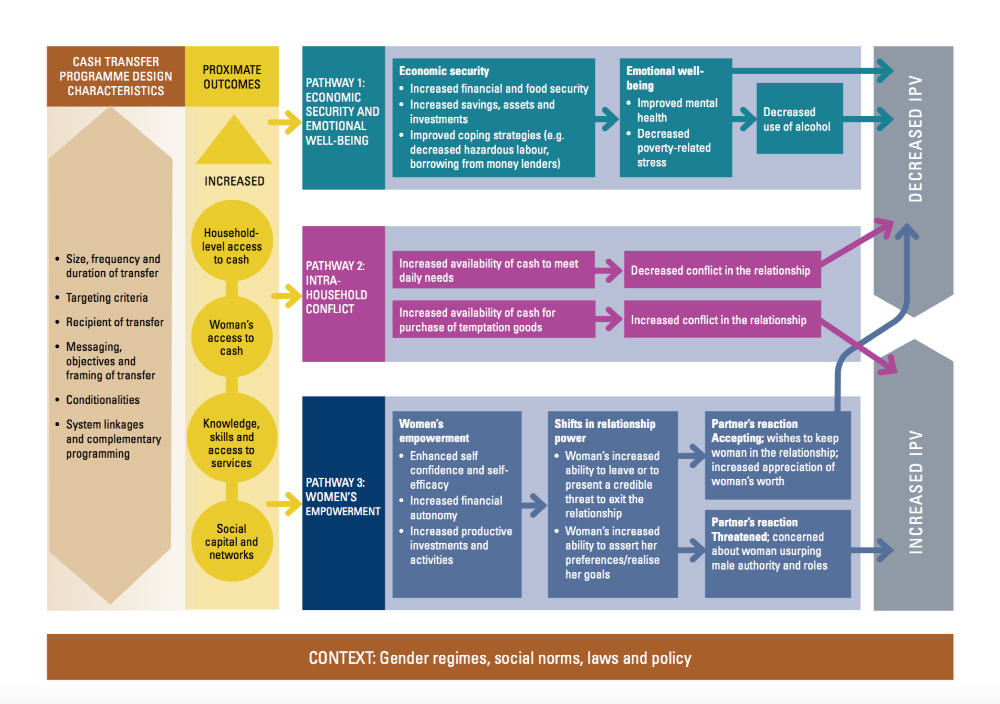 CASH TRANSFER
PROGRAMME DESIGN
CHARACTERISTICS
• Size, frequency and
duration of transfer
• Targeting criteria
• Recipient of transfer
• Messaging,
objectives and
framing of transfer
• Conditionalities
• System linkages
and complementary
programming
PROXIMATE
OUTCOMES
INCREASED
Household-
level access
to cash
Woman's
access to
cash
Knowledge,
skills and
access to
services
Social
capital and
networks
PATHWAY 1:
ECONOMIC
SECURITY AND
EMOTIONAL
WELL-BEING
Economic security
• Increased financial and food security
• Increased savings, assets and
investments
• Improved coping strategies (e.g.
decreased hazardous labour,
borrowing from money lenders)
Emotional well-
being
• Improved mental
health
• Decreased
poverty-related
stress
Decreased
use of alcohol
PATHWAY 2:
INTRA-
HOUSEHOLD
CONFLICT
Increased availability of cash to meet
daily needs
Decreased conflict in the relationship
Increased availability of cash for
purchase of temptation goods
Increased conflict in the relationship
PATHWAY 3:
WOMEN'S
EMPOWERMENT
Women's
empowerment
• Enhanced self
confidence and self-
efficacy
• Increased financial
autonomy
• Increased productive
investments and
activities
Shifts in relationship
power
• Woman's increased
ability to leave or to
present a credible
threat to exit the
relationship
• Woman's increased
ability to assert her
preferences/realise
her goals
Partner's reaction
Accepting; wishes to keep
woman in the relationship;
increased appreciation of
woman's worth
Partner's reaction
Threatened; concerned
about woman usurping
male authority and roles
DECREASED IPV
INCREASED IPV
CONTEXT: Gender regimes, social norms, laws and policy